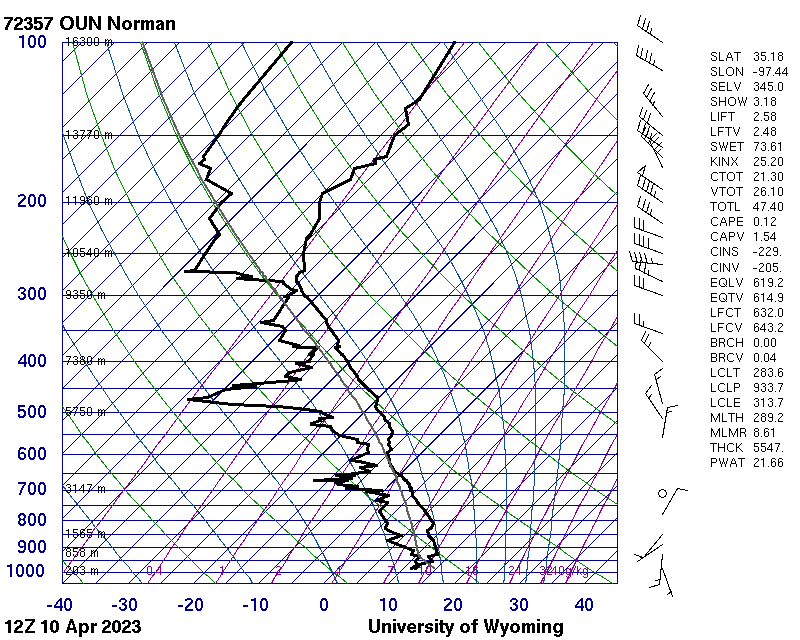 72357 OUN Norman
100
16300 m
13770 m
200
11960 m
10540 m
300
9350 m
400
7380 m
500
5750 m
600
700
3147 m
800
1565 m
900
858 m
1000
203 m
0.4
1
2
4
7
10
16
24
32
40g/kg
-40
-30
-20
-10
0
10
20
30
40
12Z 10 Apr 2023
University of Wyoming
SLAT 35.18
SLON -97.44
SELV 345.0
SHOW 3.18
LIFT 2.58
LFTV 2.48
SWET 73.61
KINX 25.20
CTOT 21.30
VTOT 26.10
TOTL 47.40
CAPE 0.12
CAPV 1.54
CINS -229.
CINV -205.
EQLV 619.2
EQTV 614.9
LFCT 632.0
LFCV 643.2
BRCH 0.00
BRCV 0.04
LCLT 283.6
LCLP 933.7
LCLE 313.7
MLTH 289.2
MLMR 8.61
THCK 5547.
PWAT 21.66